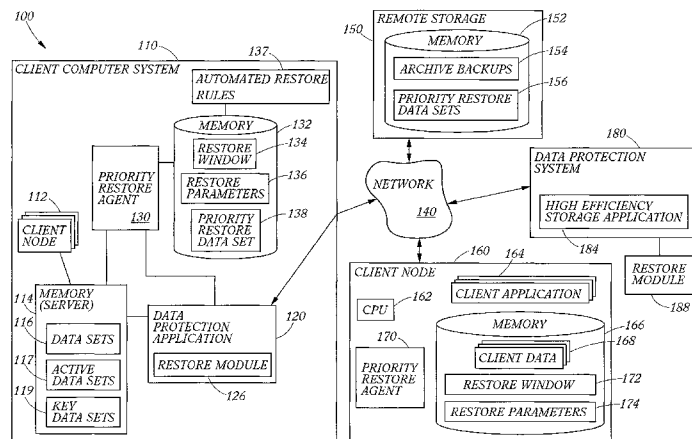 100
110
CLIENT COMPUTER SYSTEM
137
AUTOMATED RESTORE
RULES
MEMORY
132
RESTORE
WINDOW
134
RESTORE
PARAMETERS
136
PRIORITY
RESTORE
DATA SET
138
PRIORITY
RESTORE
AGENT
130
112
CLIENT
NODE
114
MEMORY
(SERVER)
116
DATA SETS
117
ACTIVE
DATA SETS
119
KEY
DATA SETS
DATA
PROTECTION
APPLICATION
120
RESTORE MODULE
126
REMOTE STORAGE
150
152
MEMORY
154
ARCHIVE BACKUPS
156
PRIORITY RESTORE
DATA SETS
NETWORK
140
180
DATA PROTECTION
SYSTEM
HIGH EFFICIENCY
STORAGE APPLICATION
184
RESTORE
MODULE
188
160
CLIENT NODE
164
CLIENT APPLICATION
CPU
162
MEMORY
166
170
PRIORITY
RESTORE
AGENT
CLIENT DATA
168
RESTORE WINDOW
172
RESTORE PARAMETERS
174